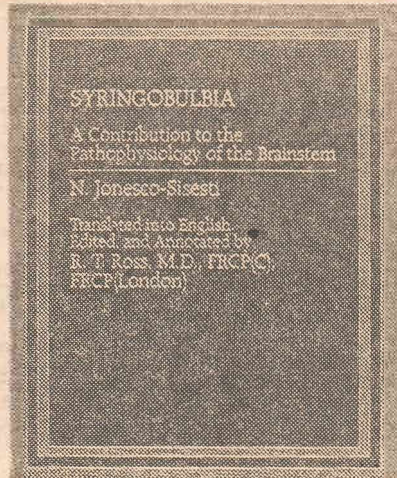 SYRINGOBULBIA
A Contribution to the
Pathophysiology of the Brainstem
N. Jonesco-Sisesti
Translated into English,
Edited, and Annotated by
R. T. Ross, M.D., FRCP(C),
FRCP(London)